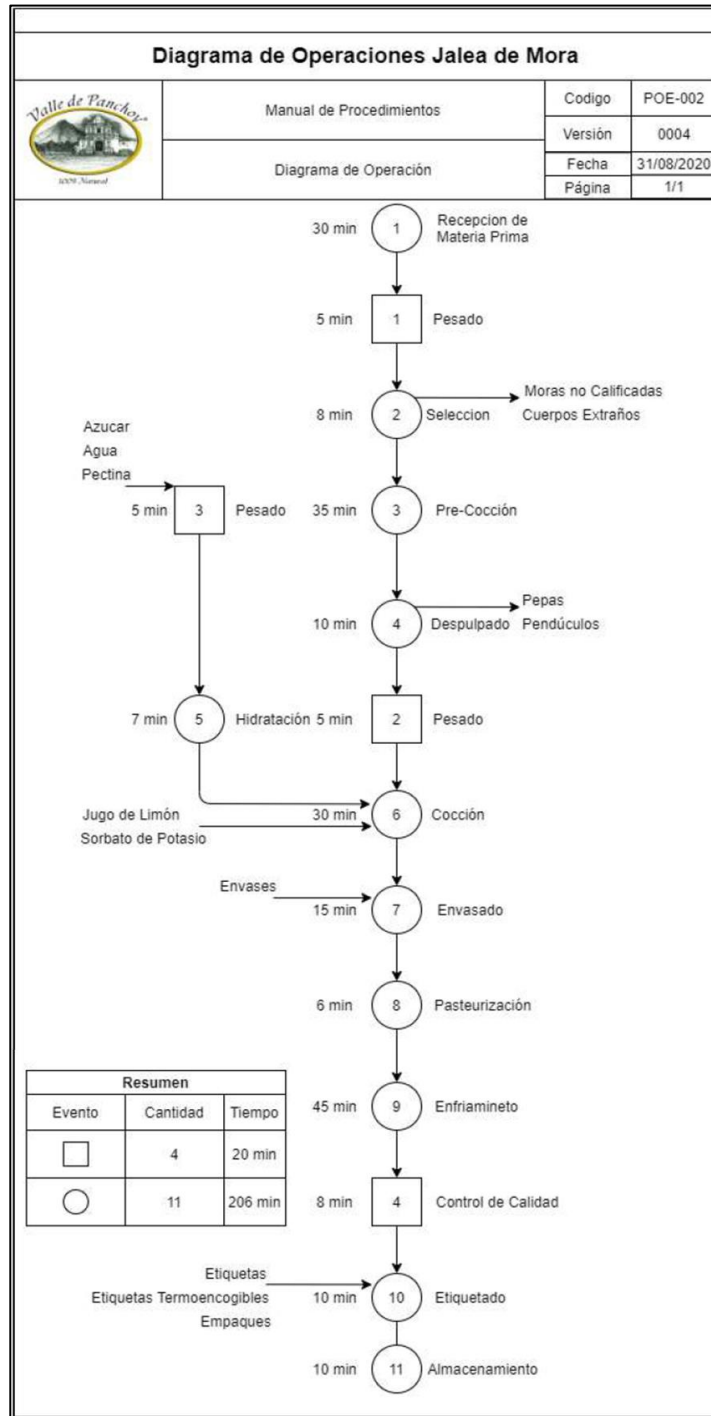 Diagrama de Operaciones Jalea de Mora
Valle de Panchoy
100% Natural
Manual de Procedimientos
Diagrama de Operación
Codigo POE-002
Versión 0004
Fecha 31/08/2020
Página 1/1
30 min 1 Recepcion de
Materia Prima
5 min 1 Pesado
8 min 2 Seleccion
Moras no Calificadas
Cuerpos Extraños
Azucar
Agua
Pectina
5 min 3 Pesado
35 min 3 Pre-Cocción
10 min 4 Despulpado
Pepas
Pendúculos
7 min 5 Hidratación
5 min 2 Pesado
Jugo de Limón
Sorbato de Potasio
30 min 6 Cocción
Envases
15 min 7 Envasado
6 min 8 Pasteurización
45 min 9 Enfriamineto
8 min 4 Control de Calidad
Etiquetas
Etiquetas Termoencogibles
Empaques
10 min 10 Etiquetado
10 min 11 Almacenamiento
Resumen
Evento Cantidad Tiempo
4 20 min
11 206 min